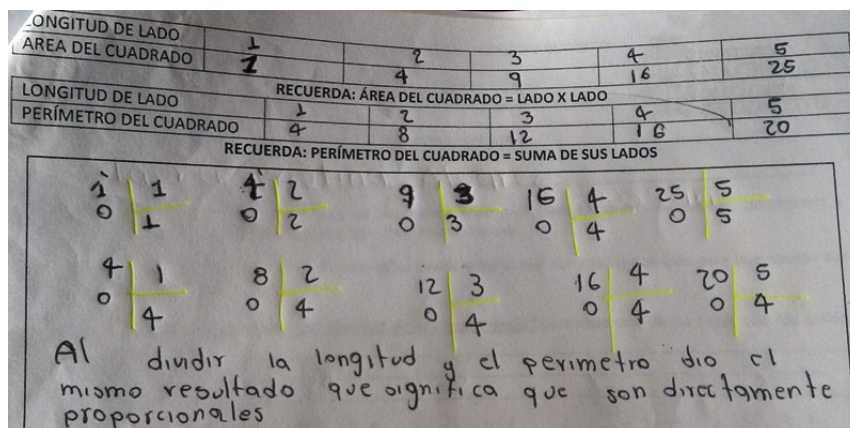 LONGITUD DE LADO 1 2 3 4 5
AREA DEL CUADRADO 1 4 9 16 25
RECUERDA: ÁREA DEL CUADRADO = LADO X LADO
LONGITUD DE LADO 1 2 3 4 5
PERÍMETRO DEL CUADRADO 4 8 12 16 20
RECUERDA: PERÍMETRO DEL CUADRADO = SUMA DE SUS LADOS
1 1 4 2 9 3 16 4 25 5
0 1 0 2 0 3 0 4 0 5
4 1 8 2 12 3 16 4 20 5
0 4 0 4 0 4 0 4 0 4
Al dividir la longitud y el perimetro dio el
mismo resultado que significa que son directamente
proporcionales